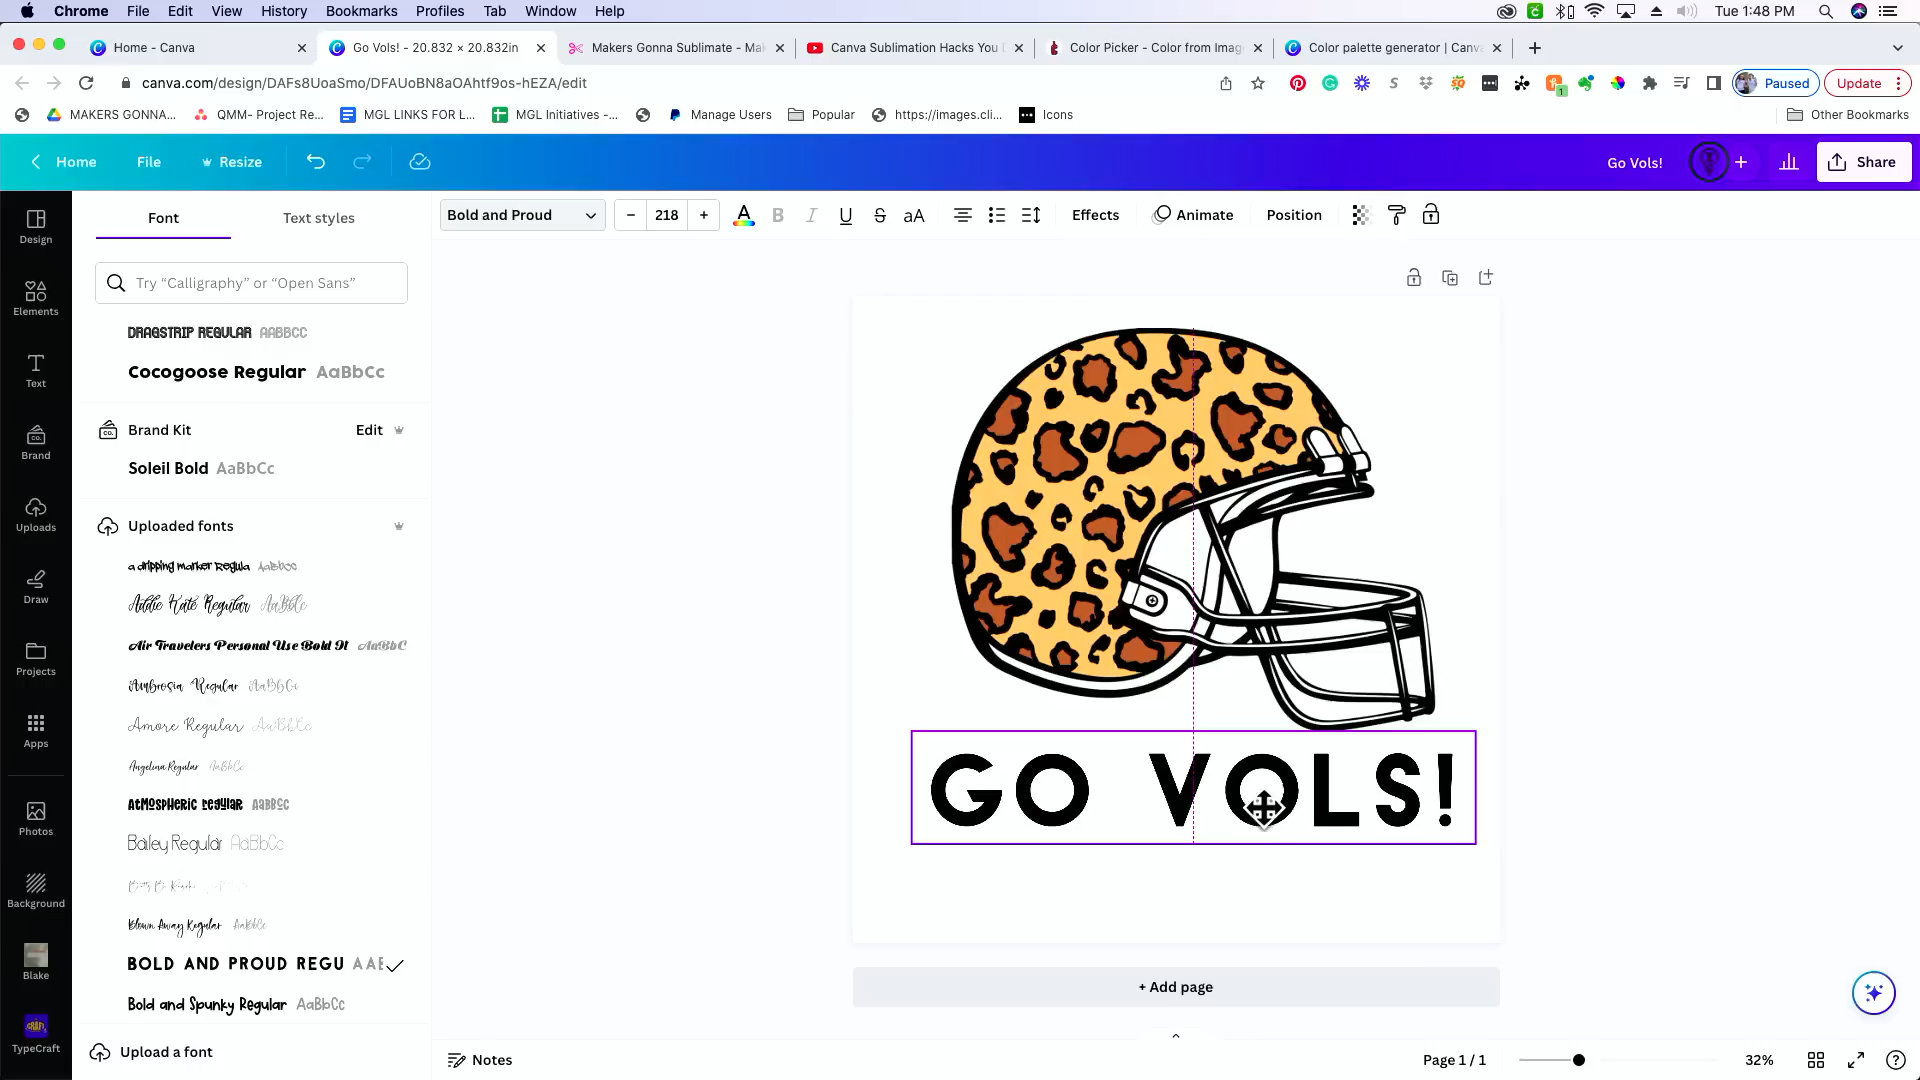 Chrome File Edit View History Bookmarks Profiles Tab Window Help Tue 1:48 PM
Home - Canva Go Vols! - 20.832 × 20.832in Makers Gonna Sublimate - Mak Canva Sublimation Hacks You Color Picker - Color from Imag Color palette generator | Canva
canva.com/design/DAFs8UoaSmo/DFAUoBN8aOAhtf9os-hEZA/edit 1 Paused Update
MAKERS GONNA... QMM- Project Re... MGL LINKS FOR L... MGL Initiatives -... Manage Users Popular https://images.cli... Icons Other Bookmarks
Home File Resize Go Vols! Share
Font Text styles
Bold and Proud 218 A B I U S aA Effects Animate Position
Try “Calligraphy” or “Open Sans”
DRAGSTRIP REGULAR AABBCC
Cocogoose Regular AaBbCc
Brand Kit Edit
Soleil Bold AaBbCc
Uploaded fonts
a dripping marker Regula AaBbCc
Addie Kate Regular AaBbCc
Air Travelers Personal Use Bold It AaBbC
Ambrosia Regular AaBbCc
Amore Regular AaBbCc
Angelina Regular AaBbCc
Atmospheric Regular AaBbCc
Bailey Regular AaBbCc
Blown Away Regular AaBbCc
BOLD AND PROUD REGU AAB
Bold and Spunky Regular AaBbCc
Upload a font
Design
Elements
Text
Brand
Uploads
Draw
Projects
Apps
Photos
Background
Blake
TypeCraft
GO VOLS!
+ Add page
Notes Page 1 / 1 32%